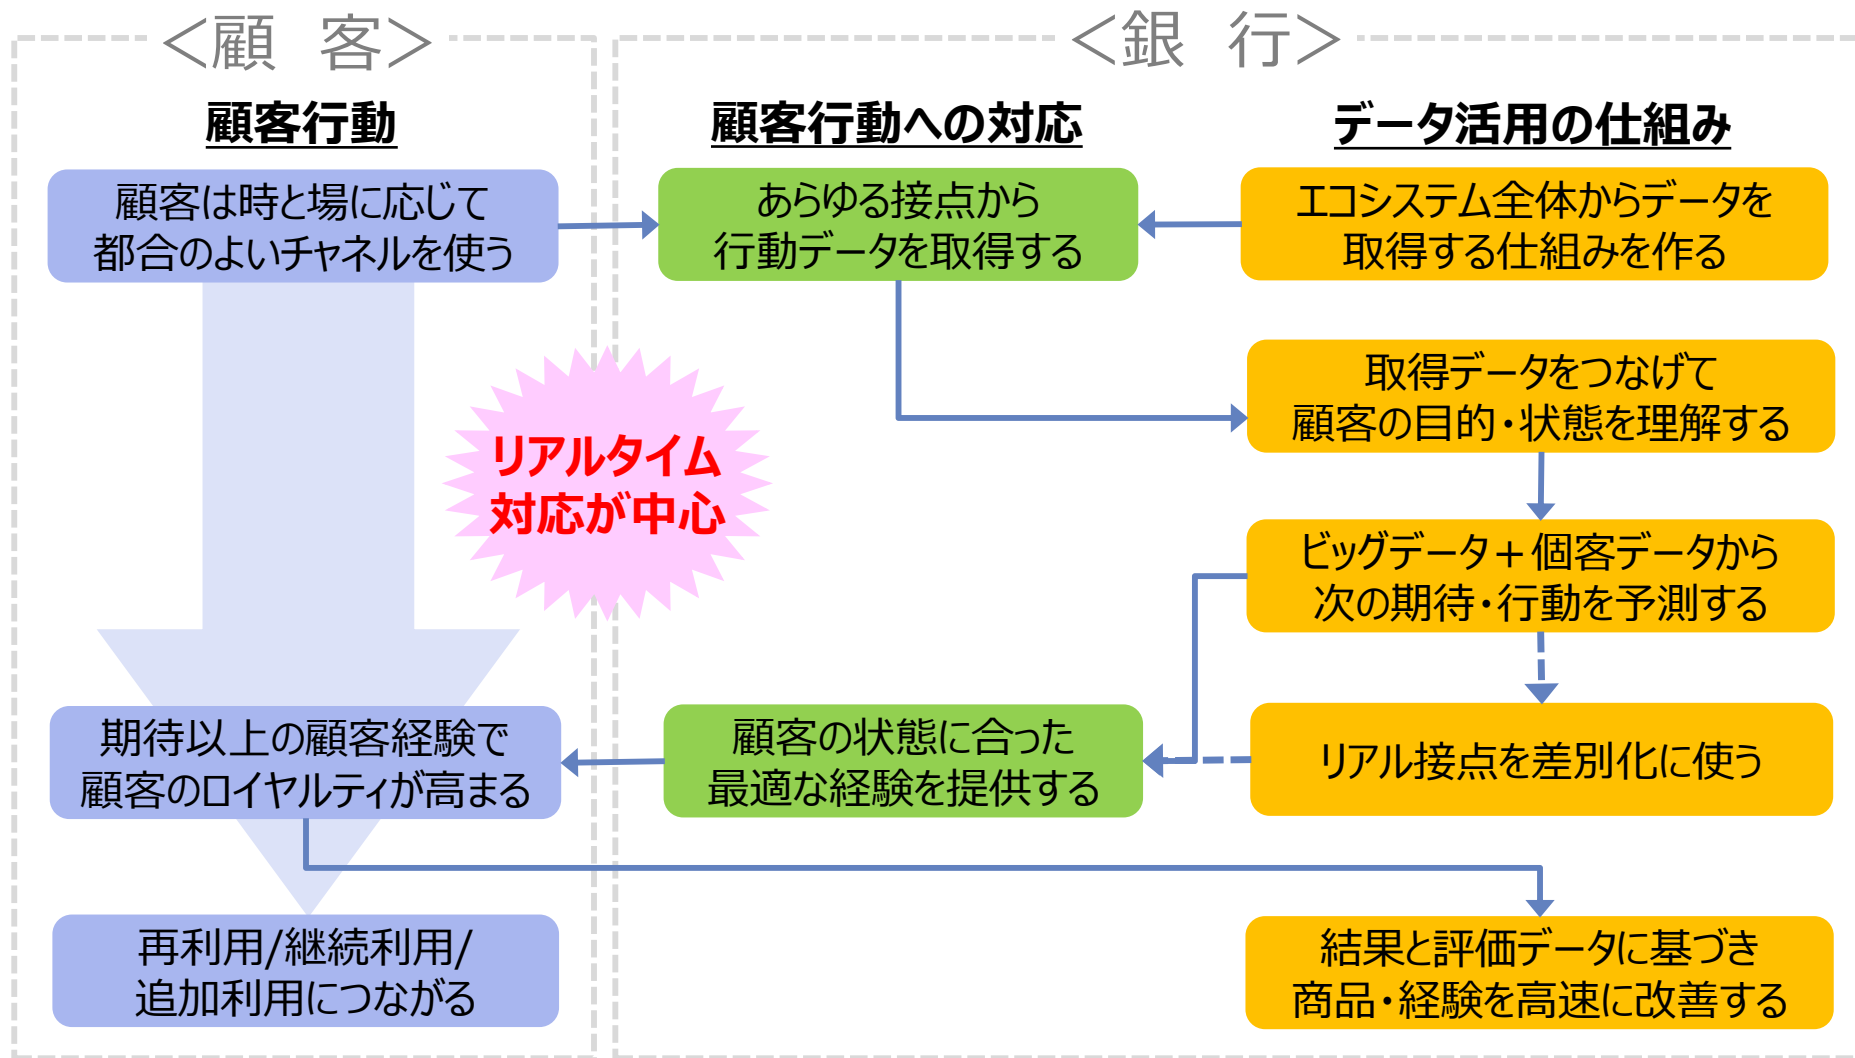 <顧　客>
<銀　行>
顧客行動
顧客行動への対応
データ活用の仕組み
顧客は時と場に応じて
都合のよいチャネルを使う
あらゆる接点から
行動データを取得する
エコシステム全体からデータを
取得する仕組みを作る
取得データをつなげて
顧客の目的・状態を理解する
リアルタイム
対応が中心
ビッグデータ+個客データから
次の期待・行動を予測する
期待以上の顧客経験で
顧客のロイヤルティが高まる
顧客の状態に合った
最適な経験を提供する
リアル接点を差別化に使う
再利用/継続利用/
追加利用につながる
結果と評価データに基づき
商品・経験を高速に改善する